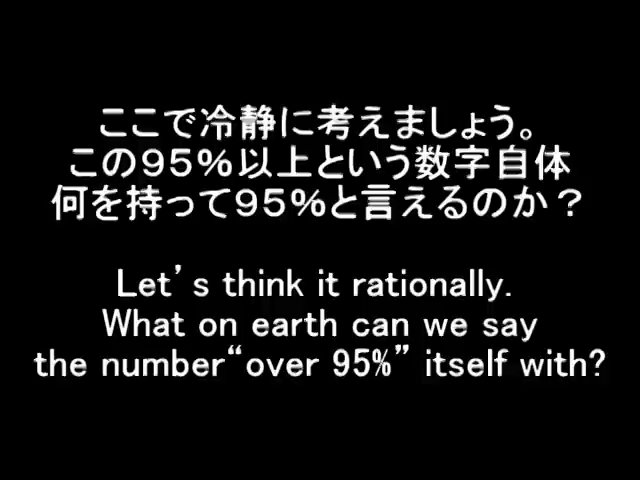 ここで冷静に考えましょう。
この９５％以上という数字自体
何を持って９５％と言えるのか？
Let’s think it rationally.
What on earth can we say
the number“over 95%” itself with?